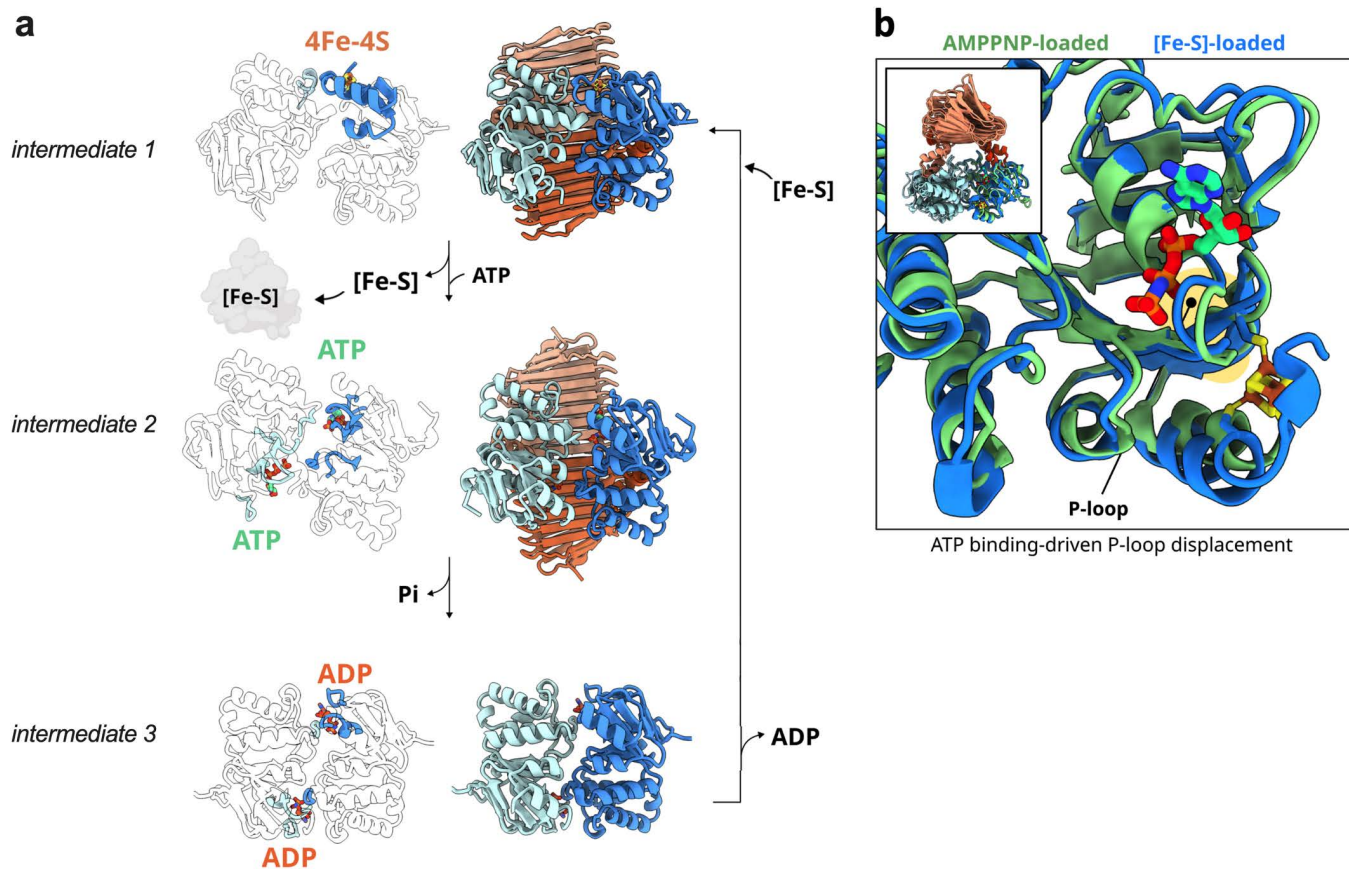 a
4Fe-4S
intermediate 1
[Fe-S]
[Fe-S]
[Fe-S]
ATP
ATP
intermediate 2
ATP
Pi
ADP
intermediate 3
ADP
ADP
b
AMPPNP-loaded [Fe-S]-loaded
P-loop
ATP binding-driven P-loop displacement